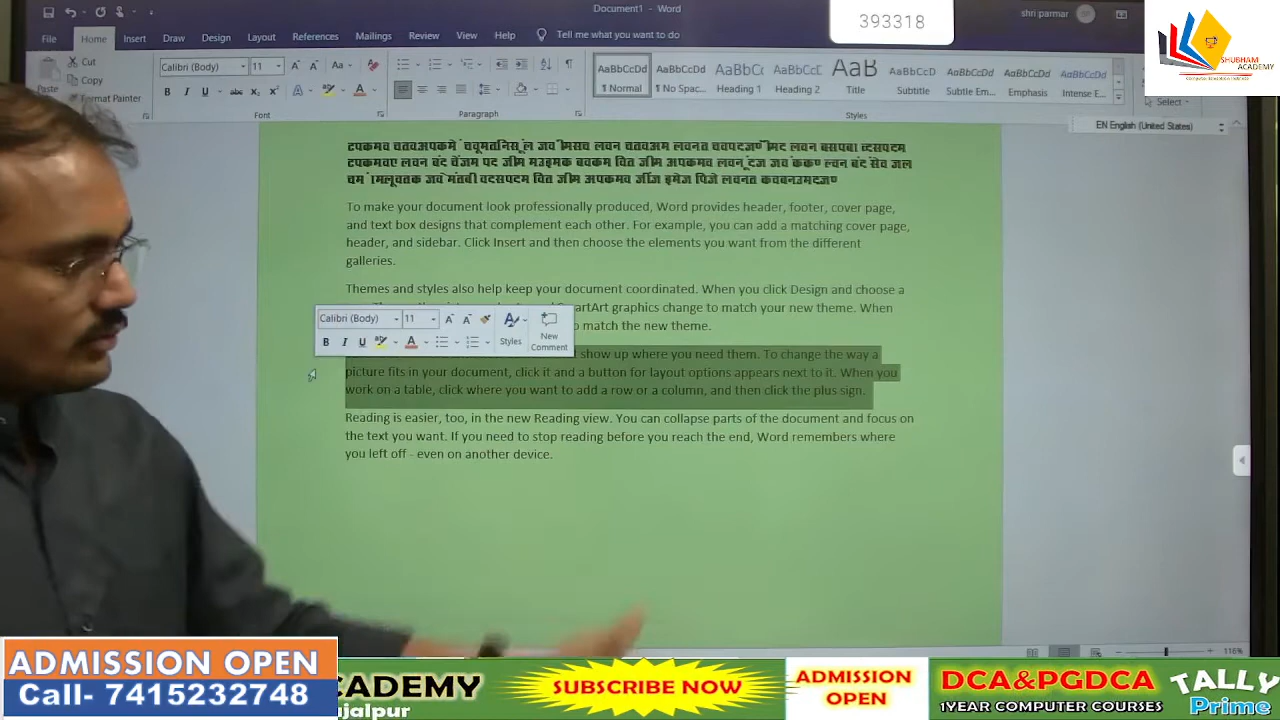 Document1 - Word
shri parmar
SR
393318
SHUBHAM
ACADEMY
File
Home
Insert
Draw
Design
Layout
References
Mailings
Review
View
Help
Tell me what you want to do
Cut
Copy
Format Painter
Paste
Calibri (Body)
11
Aa
B I U abc X₂ X²
Font
Paragraph
AaBbCcDd
¶ Normal
AaBbCcDd
¶ No Spac...
AaBbC(
Heading 1
AaBbCcC
Heading 2
AaB
Title
AaBbCcD
Subtitle
AaBbCcDd
Subtle Em...
AaBbCcDd
Emphasis
AaBbCcDd
Intense E...
Styles
Select
EN English (United States)
To make your document look professionally produced, Word provides header, footer, cover page,
and text box designs that complement each other. For example, you can add a matching cover page,
header, and sidebar. Click Insert and then choose the elements you want from the different
galleries.
Themes and styles also help keep your document coordinated. When you click Design and choose a
graphics change to match your new theme. When
to match the new theme.
Calibri (Body)
11
B I U
Styles
New
Comment
show up where you need them. To change the way a
picture fits in your document, click it and a button for layout options appears next to it. When you
work on a table, click where you want to add a row or a column, and then click the plus sign.
Reading is easier, too, in the new Reading view. You can collapse parts of the document and focus on
the text you want. If you need to stop reading before you reach the end, Word remembers where
you left off - even on another device.
116%
ADMISSION OPEN
Call- 7415232748
ADEMY
ujalpur
SUBSCRIBE NOW
ADMISSION
OPEN
DCA&PGDCA
1YEAR COMPUTER COURSES
TALLY
Prime